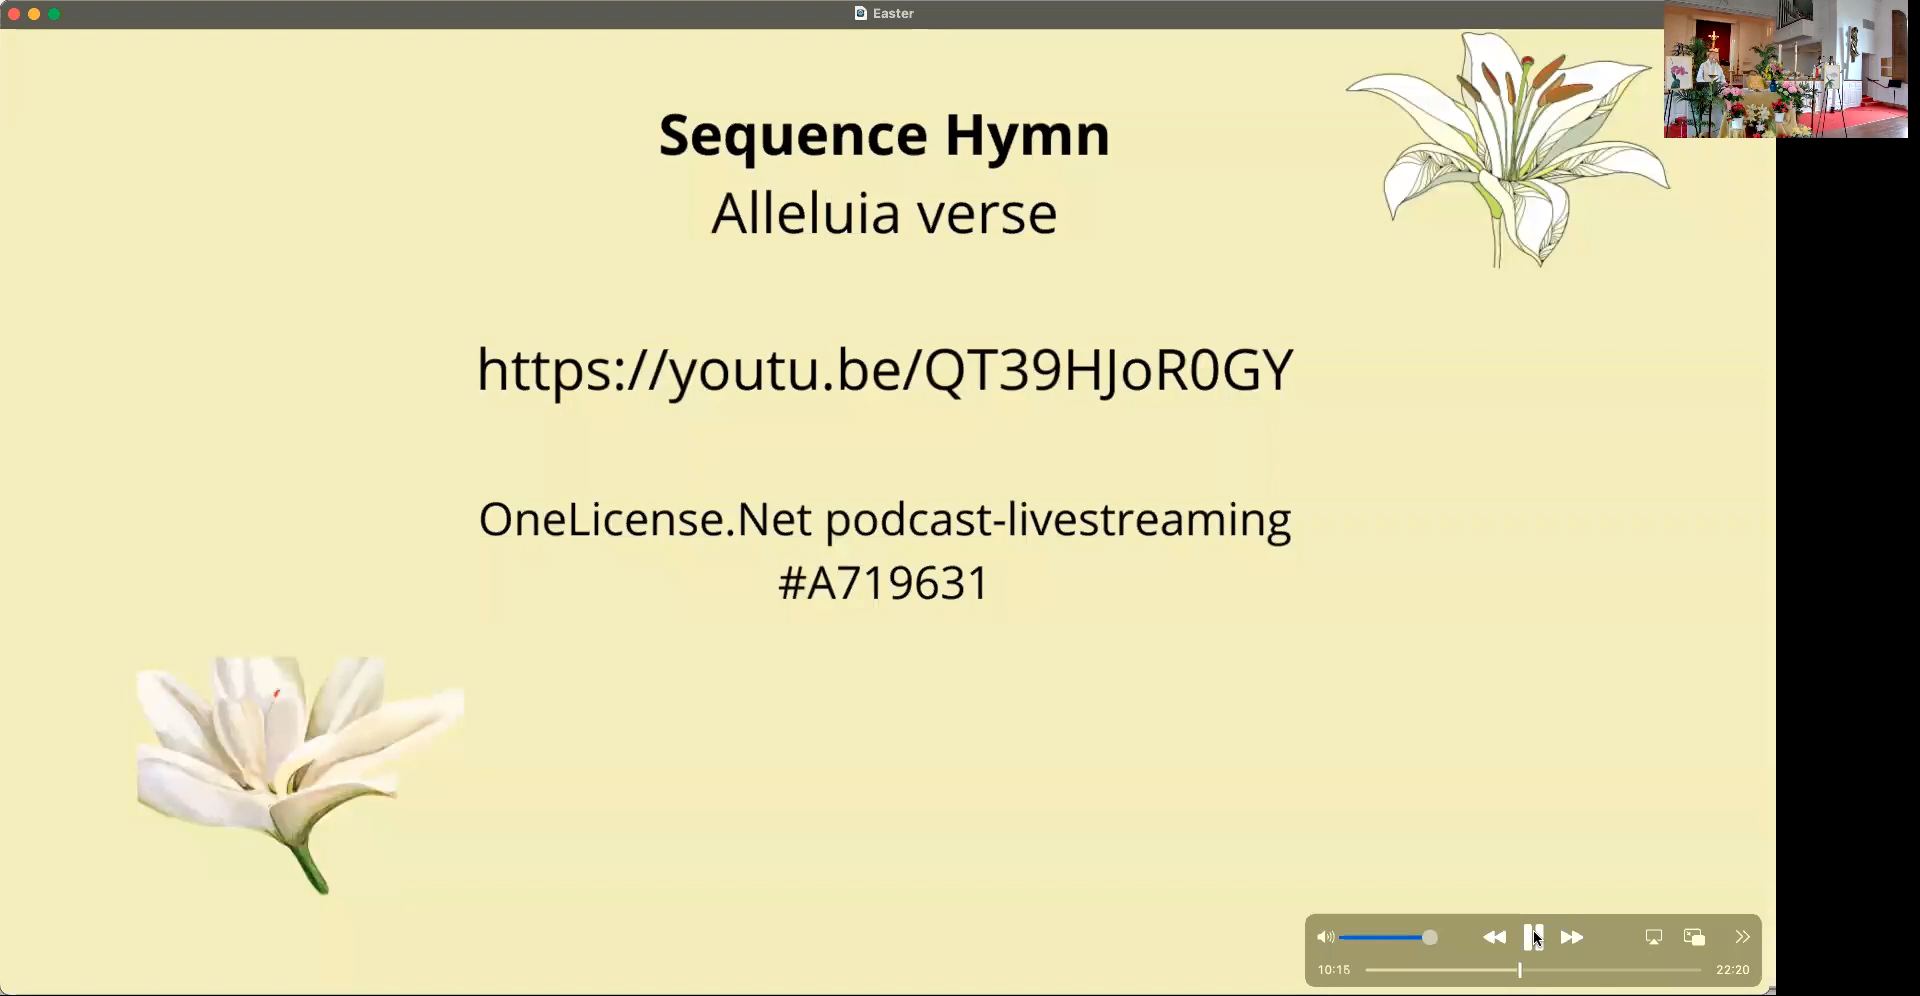 Easter
Sequence Hymn
Alleluia verse
https://youtu.be/QT39HJoR0GY
OneLicense.Net podcast-livestreaming
#A719631
10:15
22:20